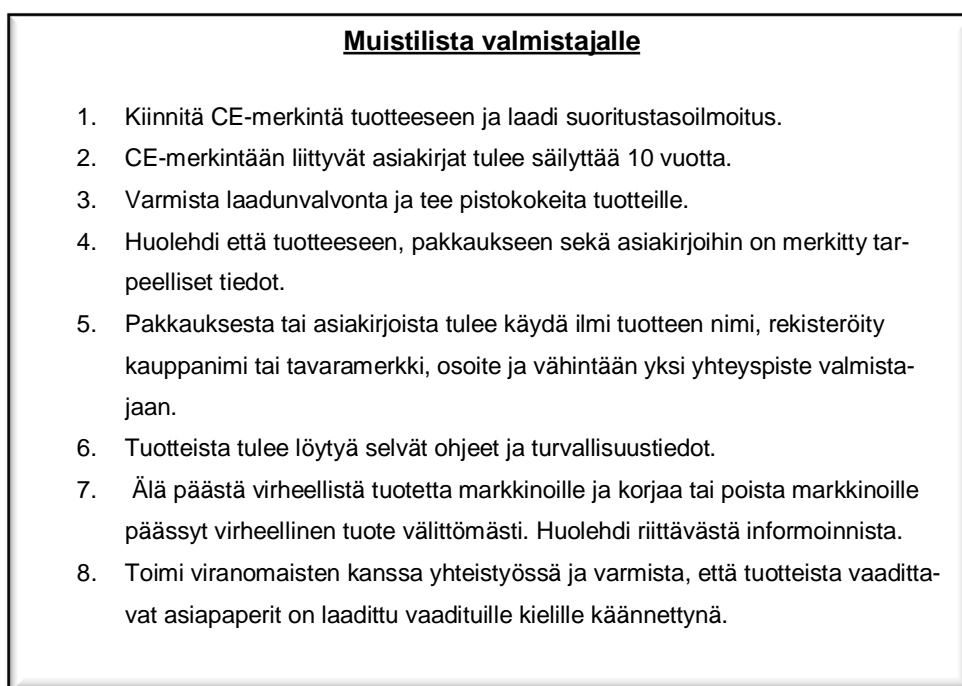 Muistilista valmistajalle
1. Kiinnitä CE-merkintä tuotteeseen ja laadi suoritustasoilmoitus.
2. CE-merkintään liittyvät asiakirjat tulee säilyttää 10 vuotta.
3. Varmista laadunvalvonta ja tee pistokokeita tuotteille.
4. Huolehdi että tuotteeseen, pakkaukseen sekä asiakirjoihin on merkitty tar-
peelliset tiedot.
5. Pakkauksesta tai asiakirjoista tulee käydä ilmi tuotteen nimi, rekisteröity
kauppanimi tai tavaramerkki, osoite ja vähintään yksi yhteyspiste valmista-
jaan.
6. Tuotteista tulee löytyä selvät ohjeet ja turvallisuustiedot.
7. Älä päästä virheellistä tuotetta markkinoille ja korjaa tai poista markkinoille
päässyt virheellinen tuote välittömästi. Huolehdi riittävästä informoinnista.
8. Toimi viranomaisten kanssa yhteistyössä ja varmista, että tuotteista vaaditta-
vat asiapaperit on laadittu vaadituille kielille käännettynä.